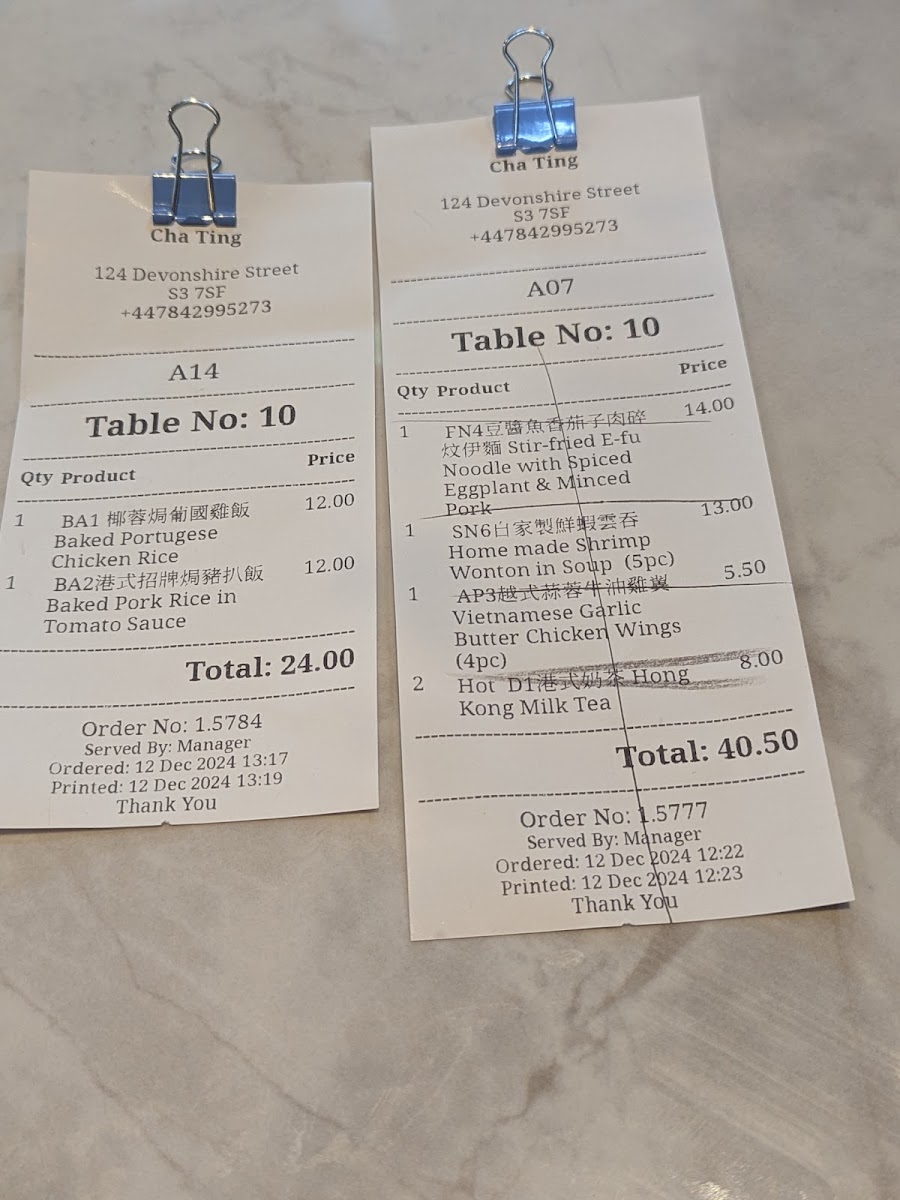 Cha Ting
124 Devonshire Street
S3 7SF
+447842995273
A14
Table No: 10
Qty Product Price
1 BA1 椰蓉焗葡國雞飯 12.00
Baked Portugese
Chicken Rice
1 BA2港式招牌焗豬扒飯 12.00
Baked Pork Rice in
Tomato Sauce
Total: 24.00
Order No: 1.5784
Served By: Manager
Ordered: 12 Dec 2024 13:17
Printed: 12 Dec 2024 13:19
Thank You
Cha Ting
124 Devonshire Street
S3 7SF
+447842995273
A07
Table No: 10
Qty Product Price
1 FN4豆醬魚香茄子肉碎 14.00
炆伊麵 Stir-fried E-fu
Noodle with Spiced
Eggplant & Minced
Pork
1 SN6自家製鮮蝦雲吞 13.00
Home made Shrimp
Wonton in Soup (5pc)
1 AP3越式蒜蓉牛油雞翼 5.50
Vietnamese Garlic
Butter Chicken Wings
(4pc)
2 Hot D1港式奶茶 Hong 8.00
Kong Milk Tea
Total: 40.50
Order No: 1.5777
Served By: Manager
Ordered: 12 Dec 2024 12:22
Printed: 12 Dec 2024 12:23
Thank You